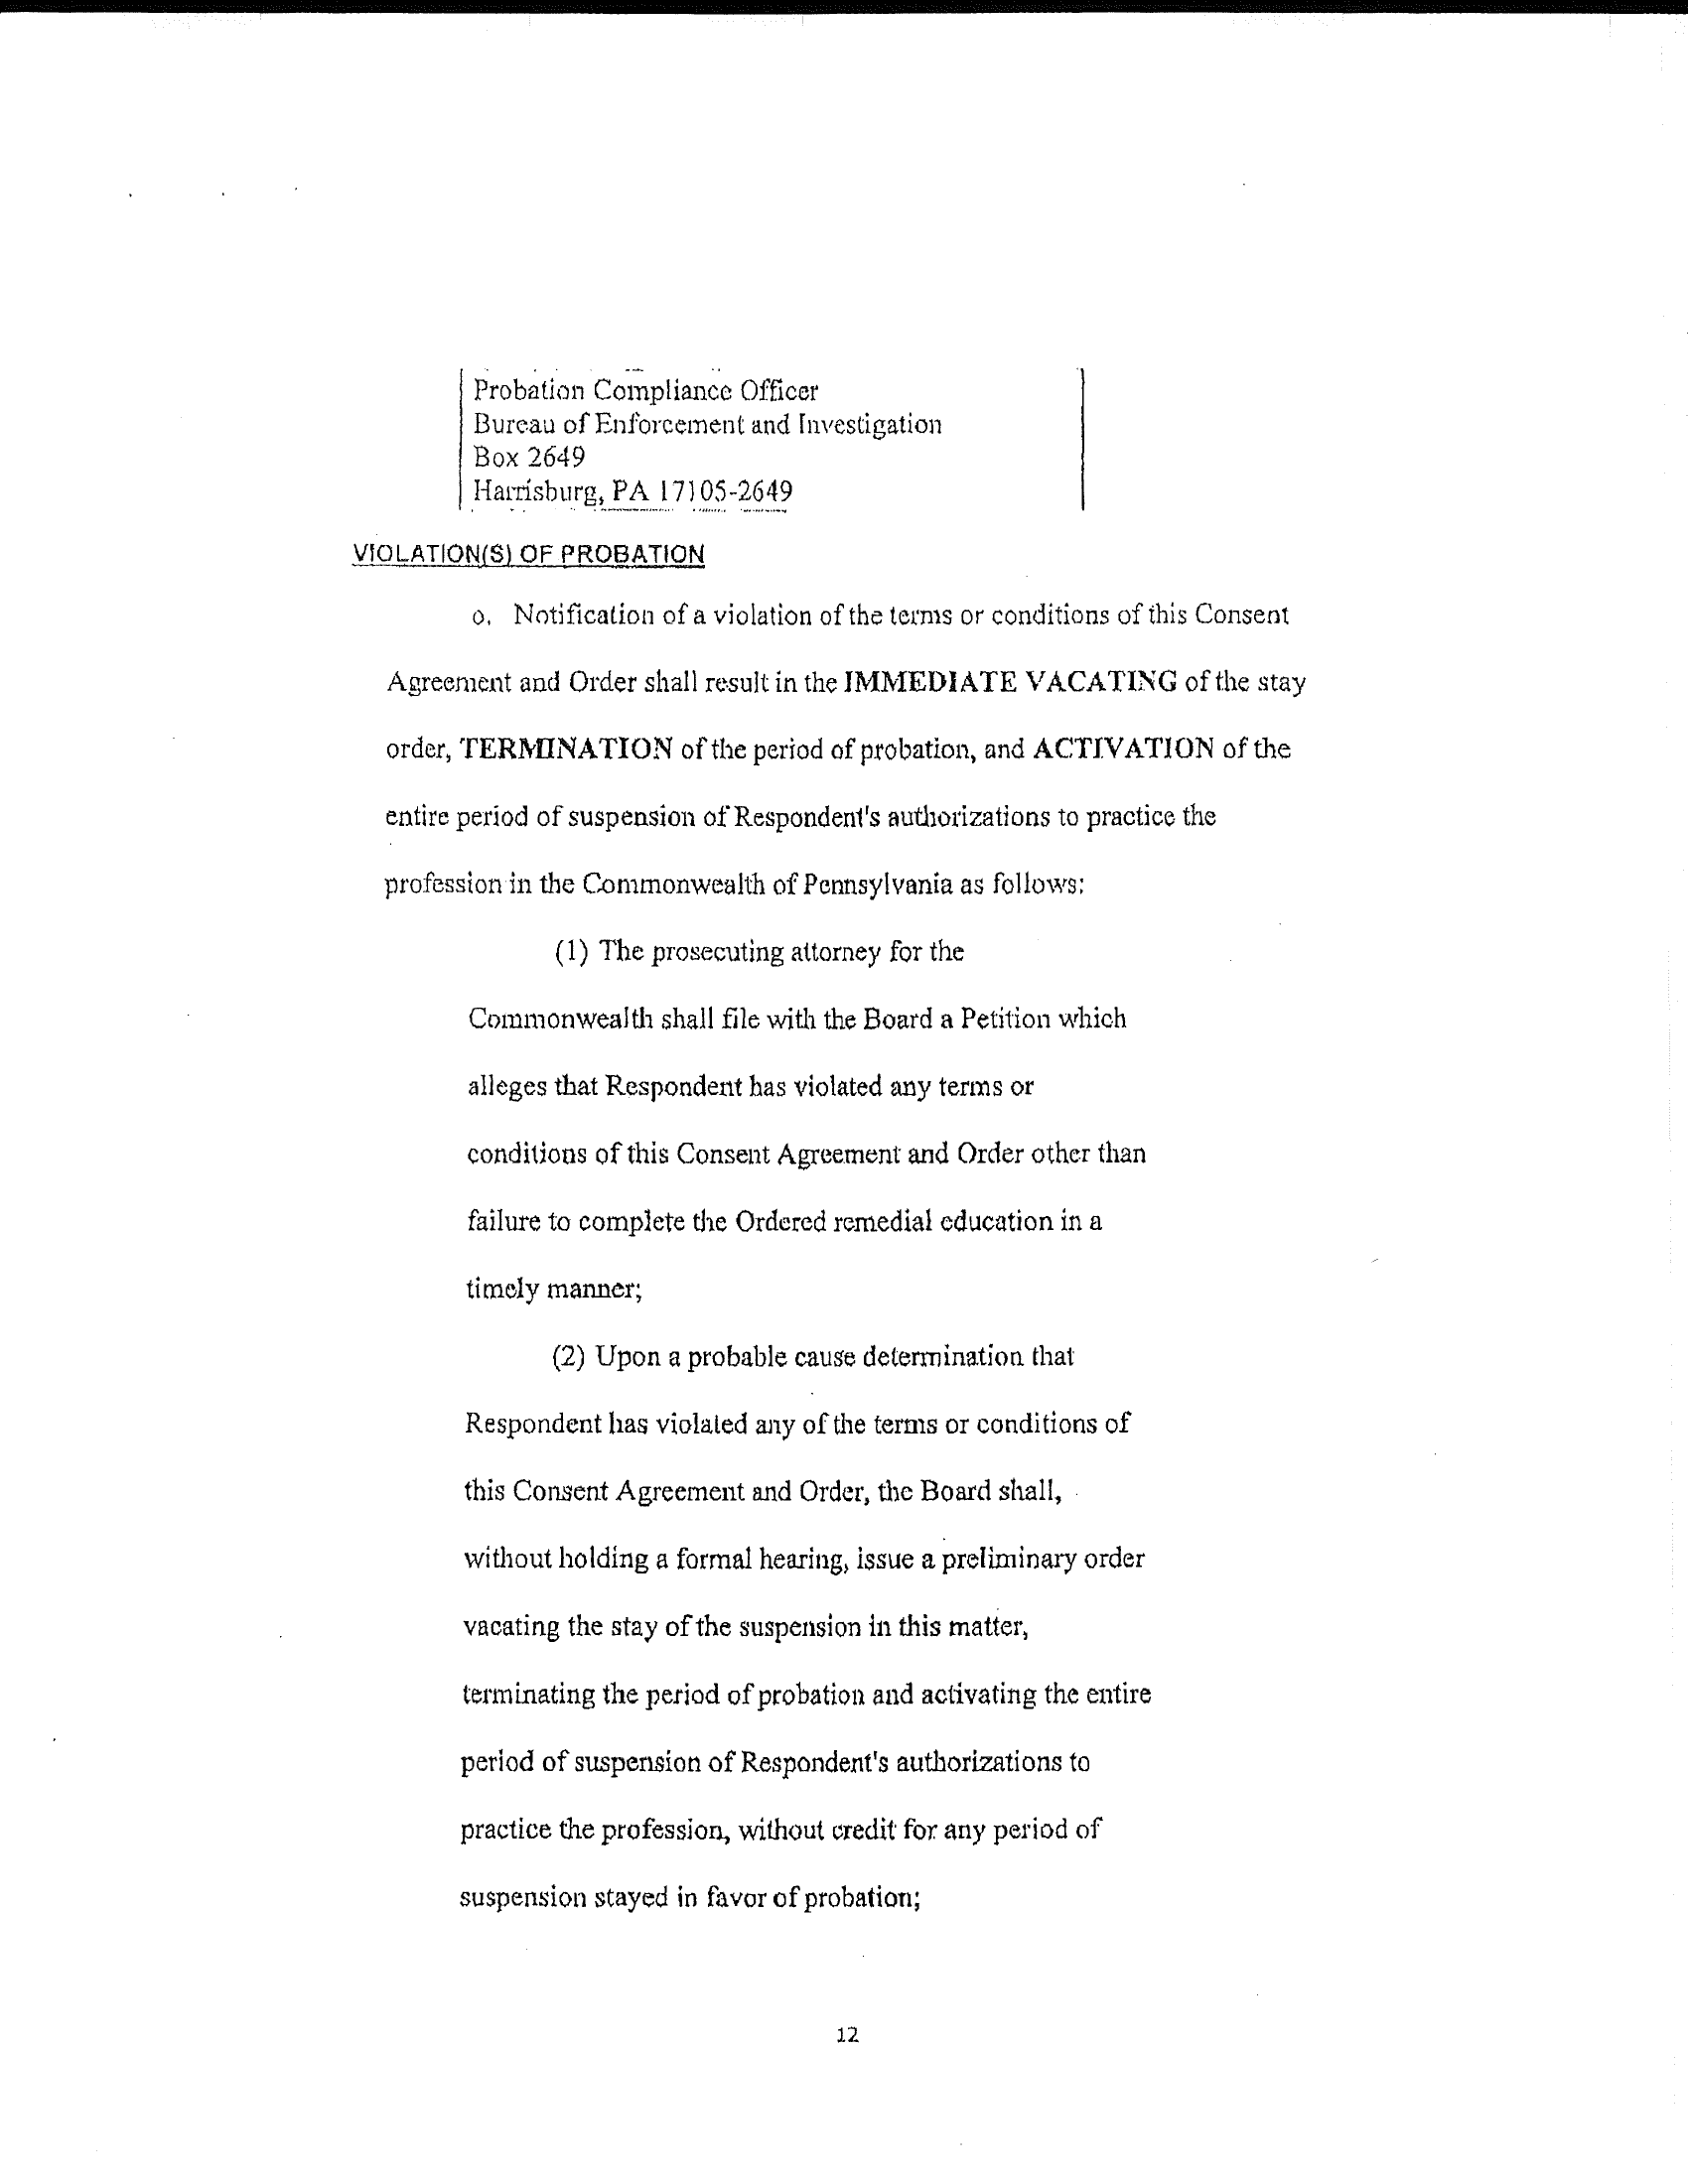 Probation Compliance Officer
Bureau of Enforcement and Investigation
Box 2649
Harrisburg, PA 17105-2649
VIOLATION(S) OF PROBATION
o. Notification of a violation of the terms or conditions of this Consent
Agreement and Order shall result in the IMMEDIATE VACATING of the stay
order, TERMINATION of the period of probation, and ACTIVATION of the
entire period of suspension of Respondent's authorizations to practice the
profession in the Commonwealth of Pennsylvania as follows:
(1) The prosecuting attorney for the
Commonwealth shall file with the Board a Petition which
alleges that Respondent has violated any terms or
conditions of this Consent Agreement and Order other than
failure to complete the Ordered remedial education in a
timely manner;
(2) Upon a probable cause determination that
Respondent has violated any of the terms or conditions of
this Consent Agreement and Order, the Board shall,
without holding a formal hearing, issue a preliminary order
vacating the stay of the suspension in this matter,
terminating the period of probation and activating the entire
period of suspension of Respondent's authorizations to
practice the profession, without credit for any period of
suspension stayed in favor of probation;
12